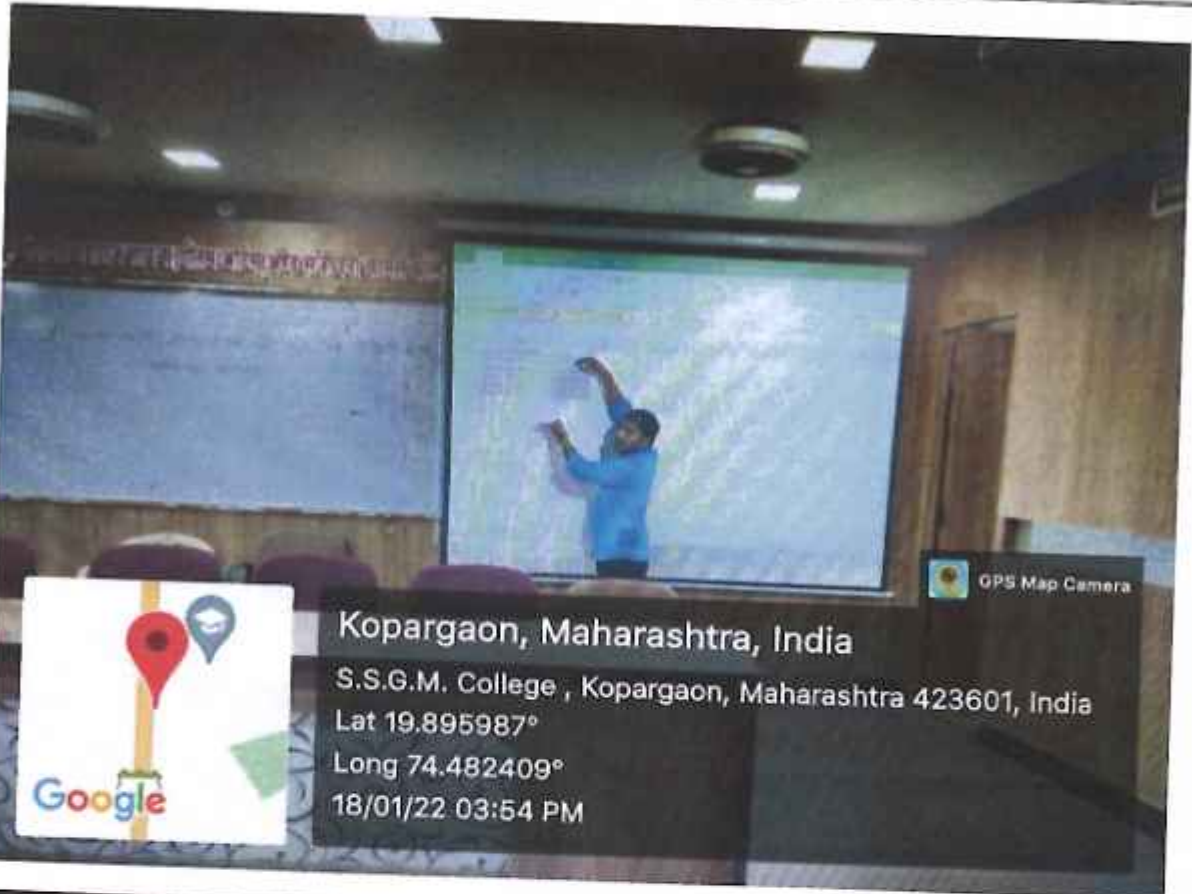 GPS Map Camera
Kopargaon, Maharashtra, India
S.S.G.M. College , Kopargaon, Maharashtra 423601, India
Lat 19.895987°
Long 74.482409°
18/01/22 03:54 PM
Google